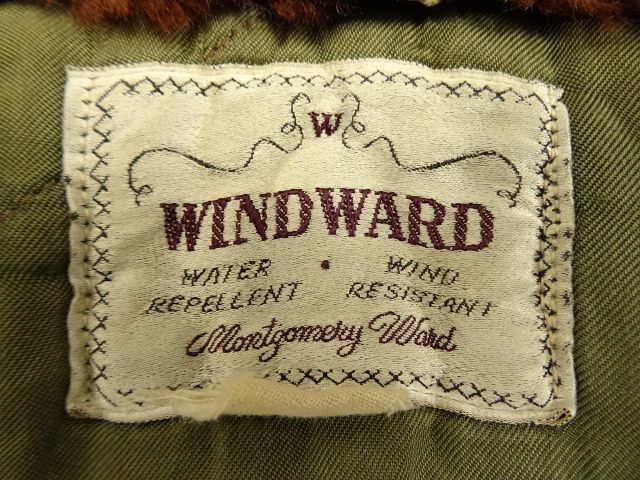 W
WINDWARD
WATER • WIND
REPELLENT RESISTANT
Montgomery Ward